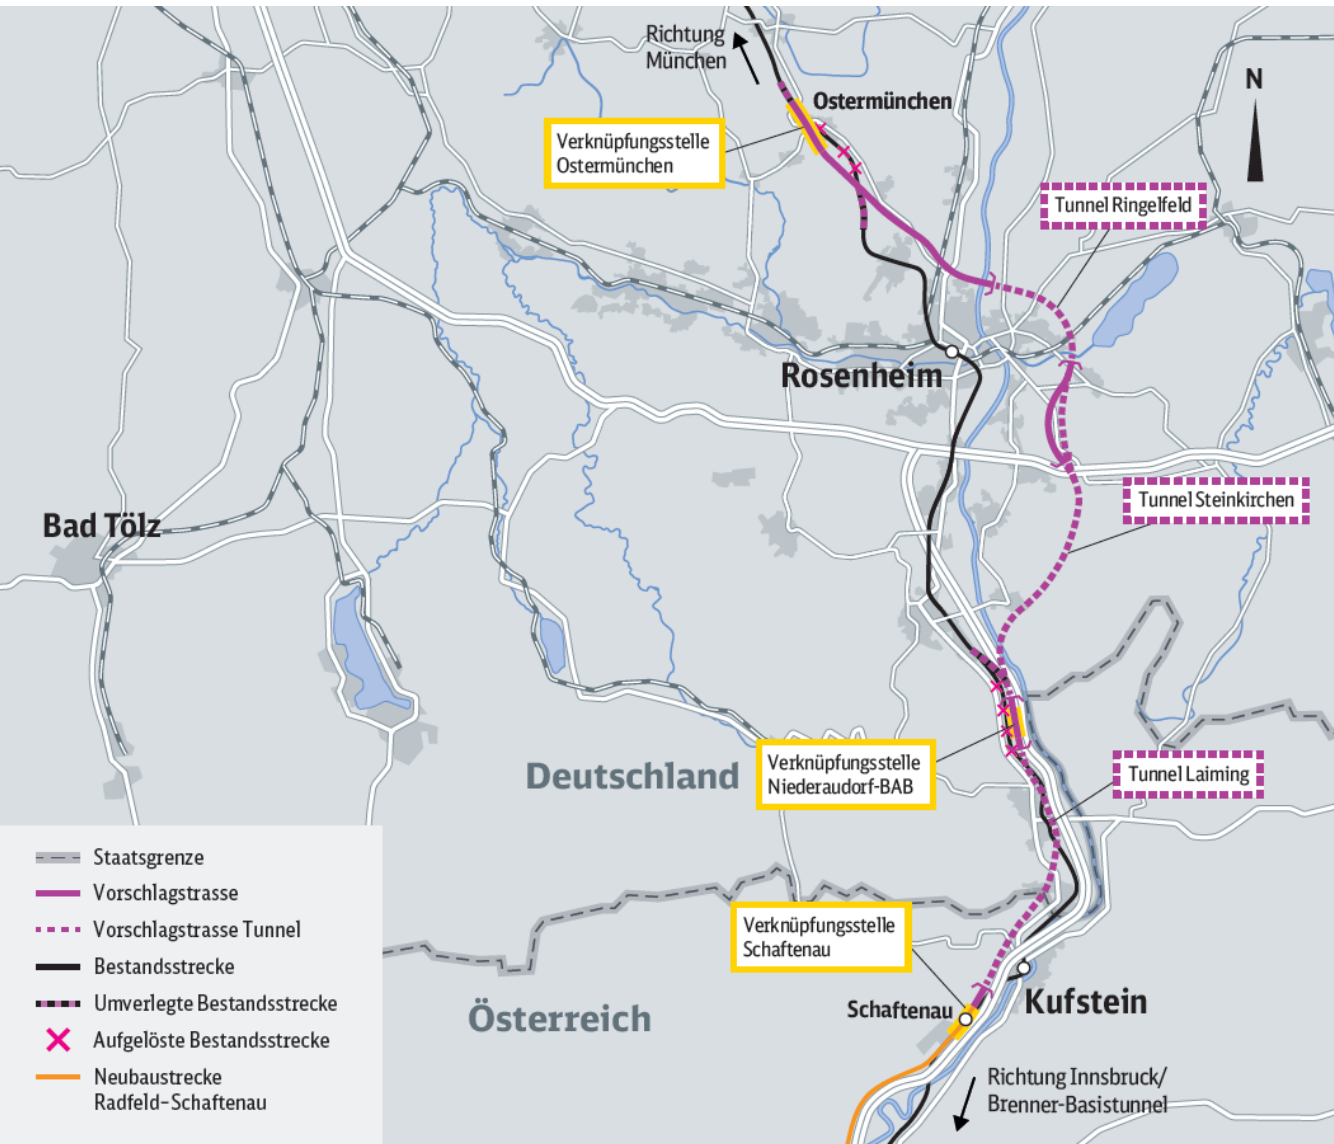 Richtung
München
Ostermünchen
N
Verknüpfungsstelle
Ostermünchen
Tunnel Ringelfeld
Rosenheim
Tunnel Steinkirchen
Bad Tölz
Verknüpfungsstelle
Niederaudorf-BAB
Deutschland
Tunnel Laiming
Verknüpfungsstelle
Schaftenau
Schaftenau
Kufstein
Österreich
Richtung Innsbruck/
Brenner-Basistunnel
Staatsgrenze
Vorschlagstrasse
Vorschlagstrasse Tunnel
Bestandsstrecke
Umverlegte Bestandsstrecke
Aufgelöste Bestandsstrecke
Neubaustrecke
Radfeld–Schaftenau